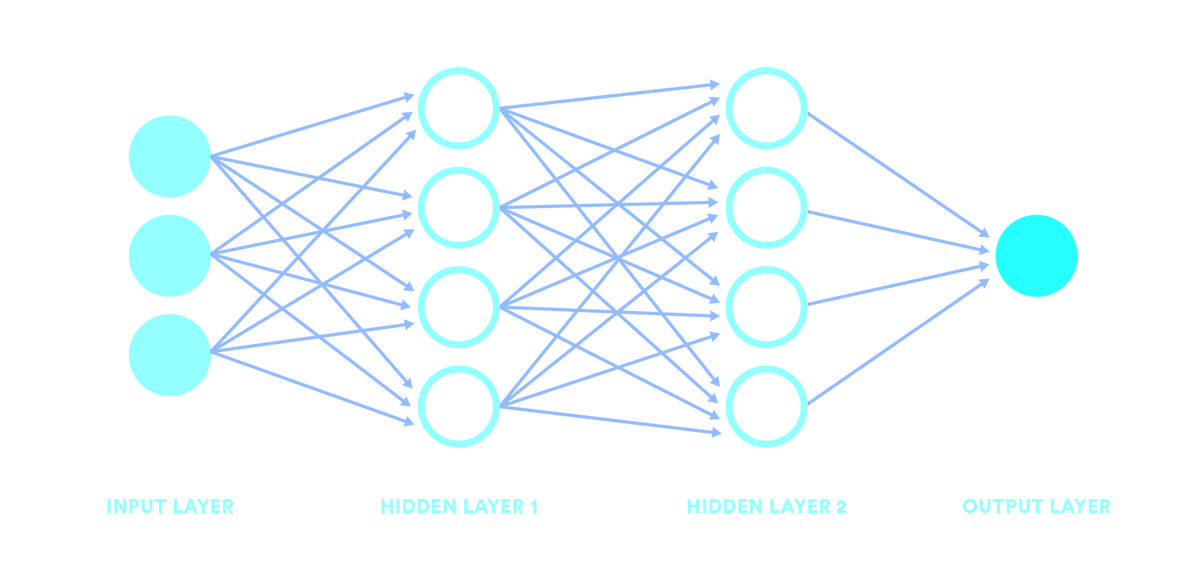 INPUT LAYER
HIDDEN LAYER 1
HIDDEN LAYER 2
OUTPUT LAYER